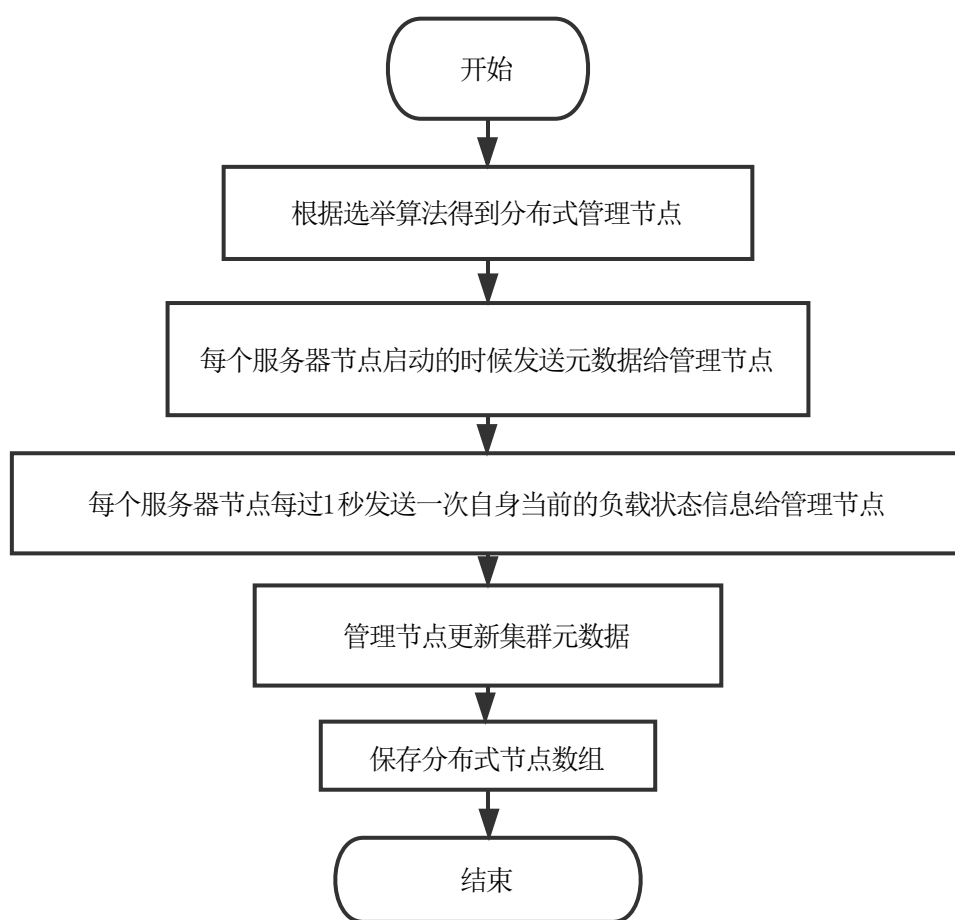 开始
根据选举算法得到分布式管理节点
每个服务器节点启动的时候发送元数据给管理节点
每个服务器节点每过1秒发送一次自身当前的负载状态信息给管理节点
管理节点更新集群元数据
保存分布式节点数组
结束